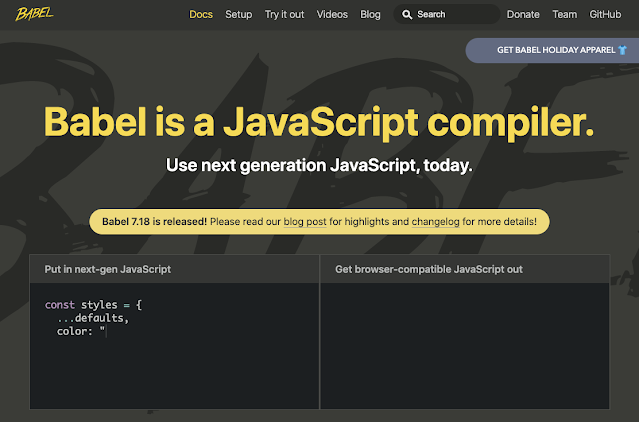 BABEL
Docs Setup Try it out Videos Blog Search Donate Team GitHub
GET BABEL HOLIDAY APPAREL 👕
Babel is a JavaScript compiler.
Use next generation JavaScript, today.
Babel 7.18 is released! Please read our blog post for highlights and changelog for more details!
Put in next-gen JavaScript
Get browser-compatible JavaScript out
const styles = {
  ...defaults,
  color: "